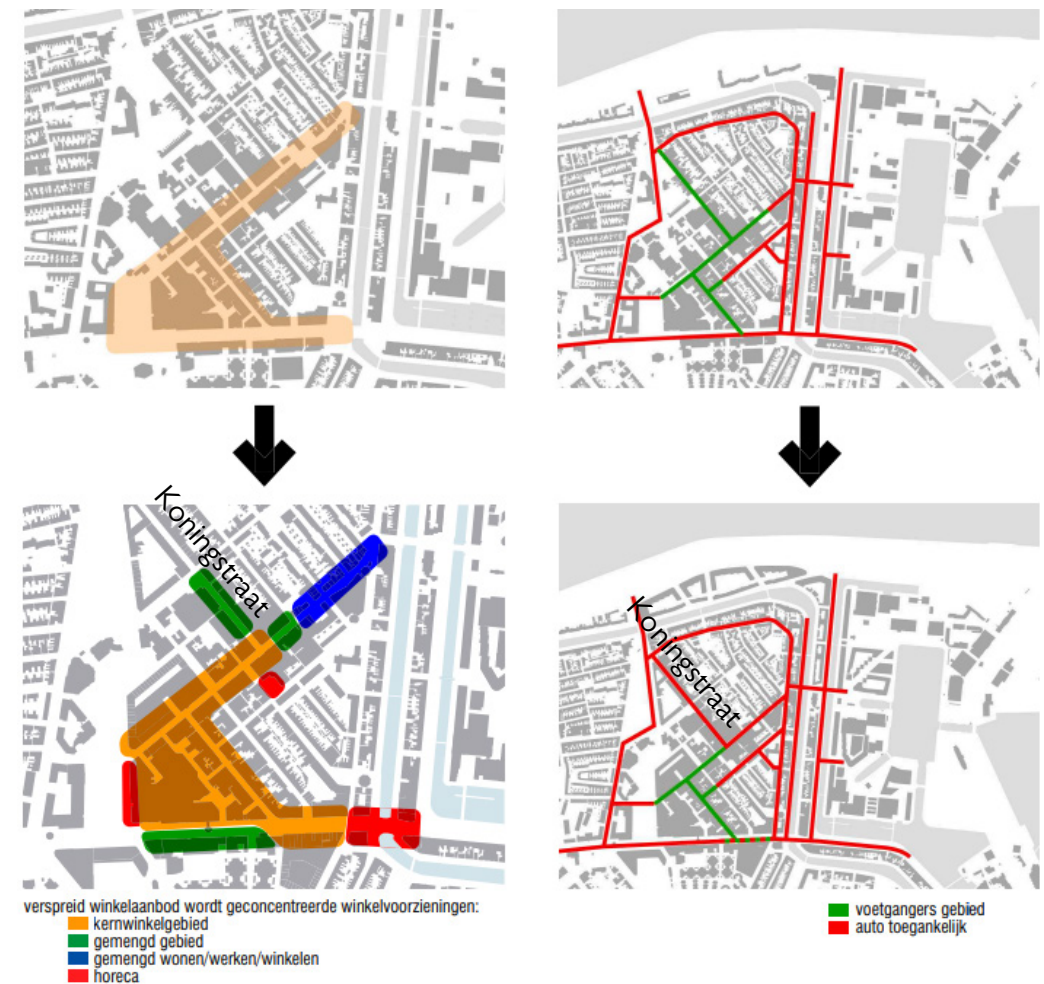 Koningstraat
Koningstraat
verspreid winkelaanbod wordt geconcentreerde winkelvoorzieningen:
kernwinkelgebied
gemengd gebied
gemengd wonen/werken/winkelen
horeca
voetgangers gebied
auto toegankelijk